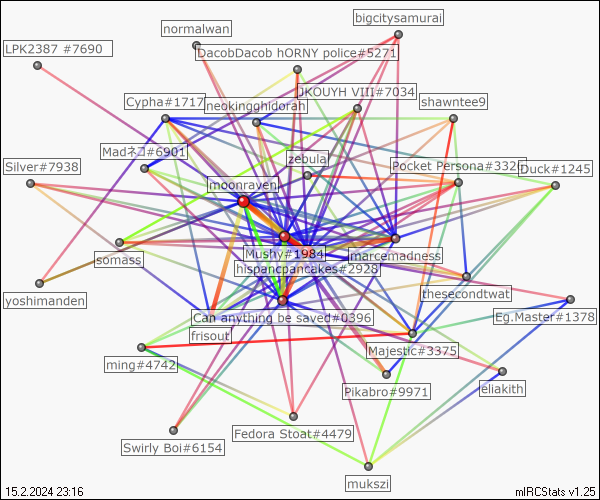 bigcitysamurai
normalwan
LPK2387 #7690
DacobDacob hORNY police#5271
JKOUYH VIII#7034
Cypha#1717
neokingghidorah
shawntee9
Madネコ#6901
zebula
Silver#7938
Pocket Persona#332
Duck#1245
moonraven
Mushy#1984
marcemadness
somass
hispancpancakes#2928
yoshimanden
thesecondtwat
Can anything be saved#0396
Eg.Master#1378
frisout
Majestic#3375
ming#4742
Pikabro#9971
eliakith
Fedora Stoat#4479
Swirly Boi#6154
mukszi
15.2.2024 23:16
mIRCStats v1.25